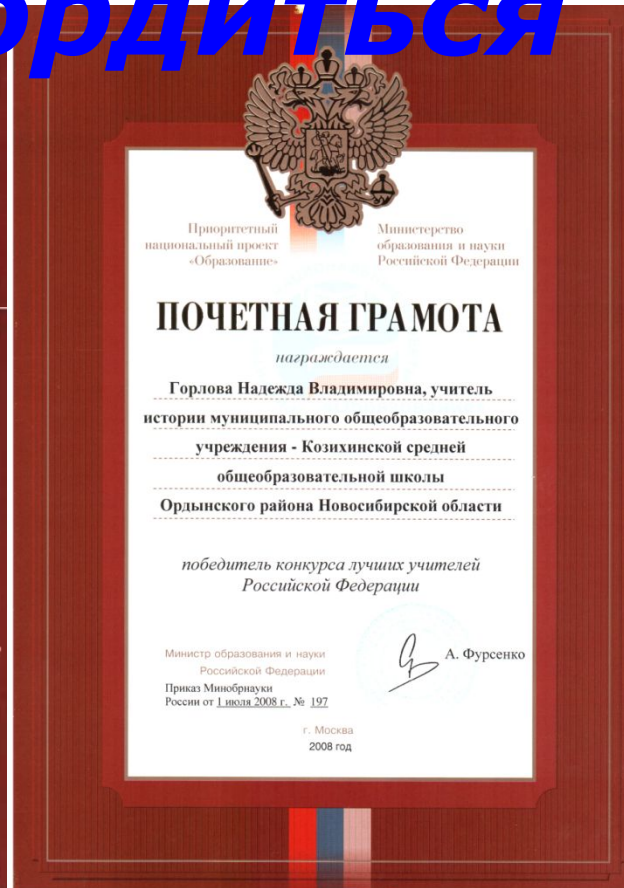 ордиться
Приоритетный
национальный проект
«Образование»
Министерство
образования и науки
Российской Федерации
ПОЧЕТНАЯ ГРАМОТА
награждается
Горлова Надежда Владимировна, учитель
истории муниципального общеобразовательного
учреждения - Козихинской средней
общеобразовательной школы
Ордынского района Новосибирской области
победитель конкурса лучших учителей
Российской Федерации
Министр образования и науки
Российской Федерации
А. Фурсенко
Приказ Минобрнауки
России от 1 июля 2008 г. № 197
г. Москва
2008 год